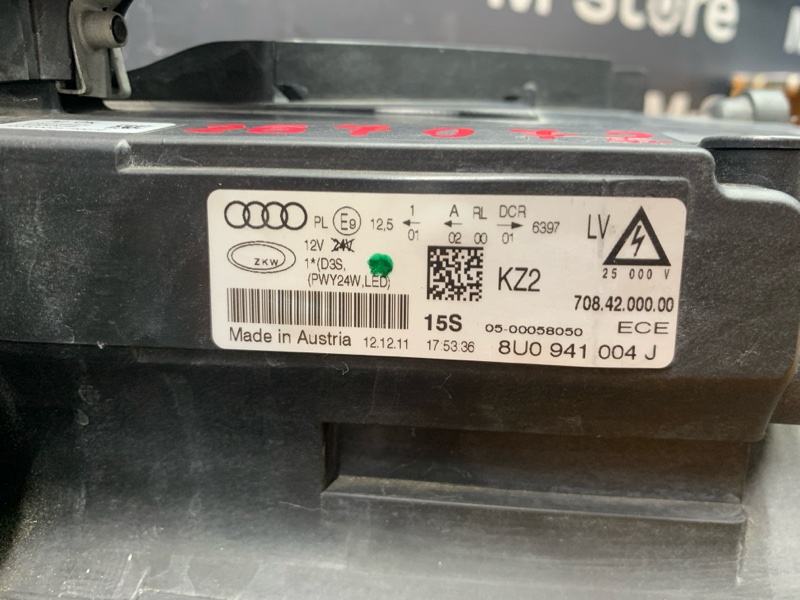 M Store
PL E9 12,5 1 01 A RL DCR 02 00 01 6397 LV
12V 24V
ZKW
1*(D3S,
(PWY24W,LED)
KZ2
25 000 V
708.42.000.00
15S 05-00058050 ECE
Made in Austria 12.12.11 17:53:36 8U0 941 004 J